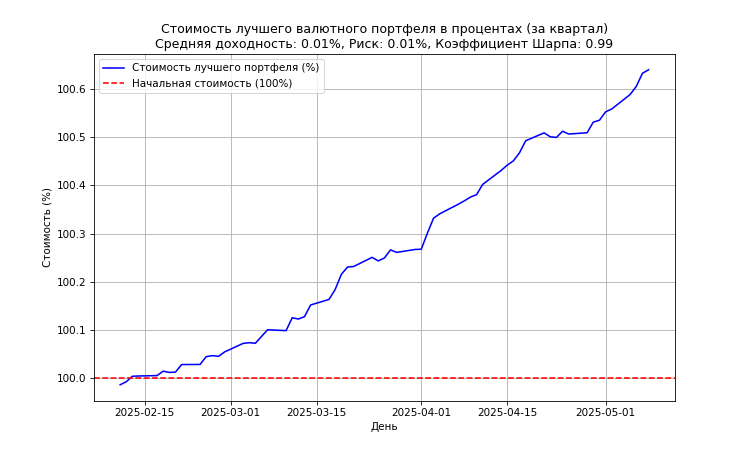 Стоимость лучшего валютного портфеля в процентах (за квартал)
Средняя доходность: 0.01%, Риск: 0.01%, Коэффициент Шарпа: 0.99
Стоимость лучшего портфеля (%)
Начальная стоимость (100%)
Стоимость (%)
100.6
100.5
100.4
100.3
100.2
100.1
100.0
2025-02-15
2025-03-01
2025-03-15
2025-04-01
2025-04-15
2025-05-01
День